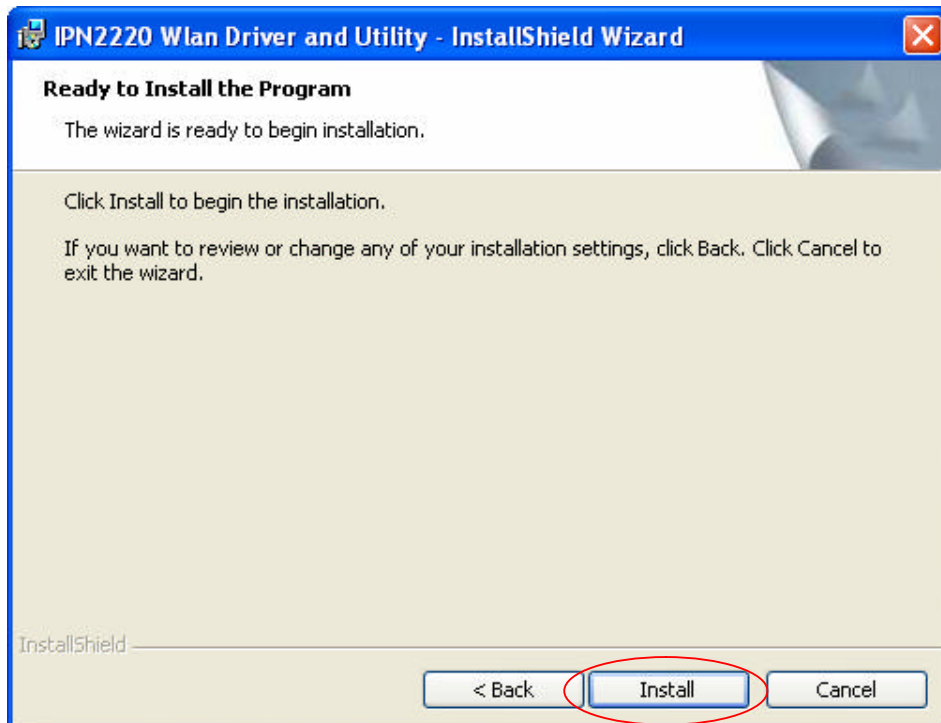 IPN2220 Wlan Driver and Utility - InstallShield Wizard
Ready to Install the Program
The wizard is ready to begin installation.
Click Install to begin the installation.
If you want to review or change any of your installation settings, click Back. Click Cancel to
exit the wizard.
InstallShield
< Back
Install
Cancel